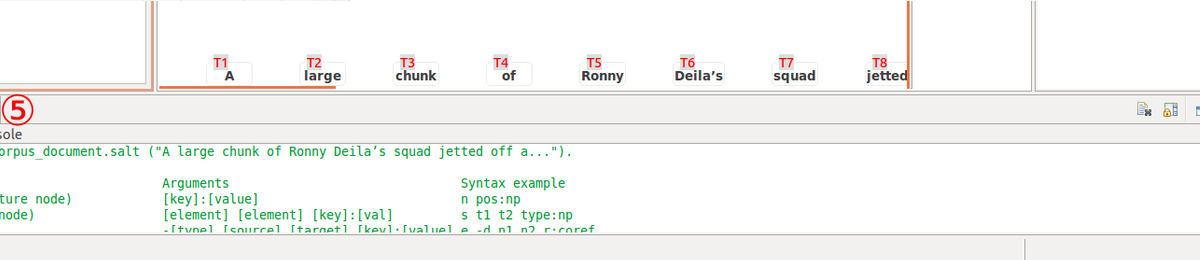 T1 T2 T3 T4 T5 T6 T7 T8
A large chunk of Ronny Deila’s squad jetted
⑤
sole
orpus_document.salt ("A large chunk of Ronny Deila’s squad jetted off a...").
Arguments Syntax example
ture node) [key]:[value] n pos:np
node) [element] [element] [key]:[val] s t1 t2 type:np
-[type] [source] [target] [key]:[value] e -d n1 n2 r:coref